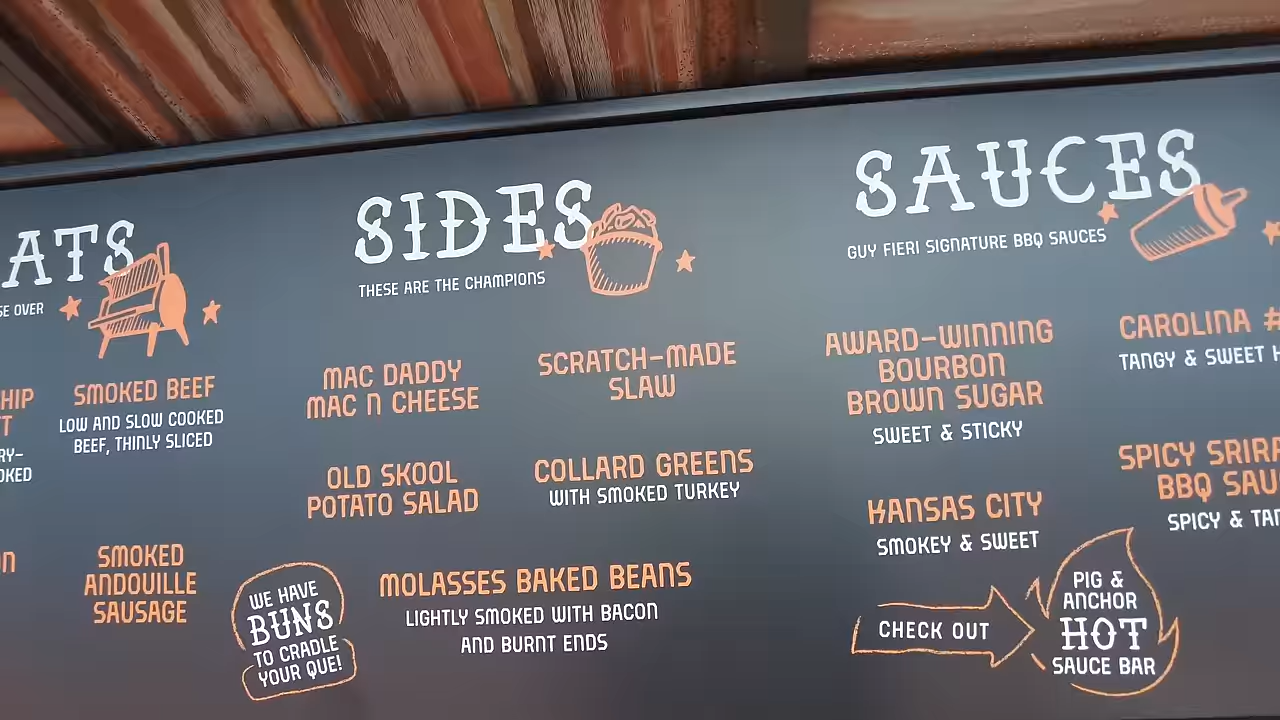 SIDES
THESE ARE THE CHAMPIONS
SAUCES
GUY FIERI SIGNATURE BBQ SAUCES
OVER
SMOKED BEEF
LOW AND SLOW COOKED
BEEF, THINLY SLICED
SMOKED
ANDOUILLE
SAUSAGE
WE HAVE
BUNS
TO CRADLE
YOUR QUE!
MAC DADDY
MAC N CHEESE
SCRATCH-MADE
SLAW
OLD SKOOL
POTATO SALAD
COLLARD GREENS
WITH SMOKED TURKEY
MOLASSES BAKED BEANS
LIGHTLY SMOKED WITH BACON
AND BURNT ENDS
AWARD-WINNING
BOURBON
BROWN SUGAR
SWEET & STICKY
CAROLINA #
TANGY & SWEET
KANSAS CITY
SMOKEY & SWEET
SPICY
BBQ
SPICY &
CHECK OUT
PIG &
ANCHOR
HOT
SAUCE BAR